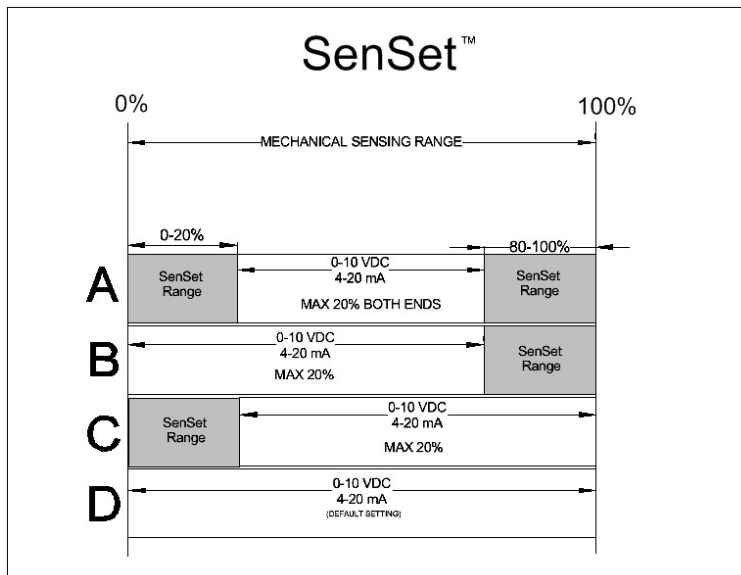 SenSet™
0%
100%
MECHANICAL SENSING RANGE
0-20%
80-100%
A
SenSet
Range
0-10 VDC
4-20 mA
MAX 20% BOTH ENDS
SenSet
Range
B
0-10 VDC
4-20 mA
MAX 20%
SenSet
Range
C
SenSet
Range
0-10 VDC
4-20 mA
MAX 20%
D
0-10 VDC
4-20 mA
(DEFAULT SETTING)